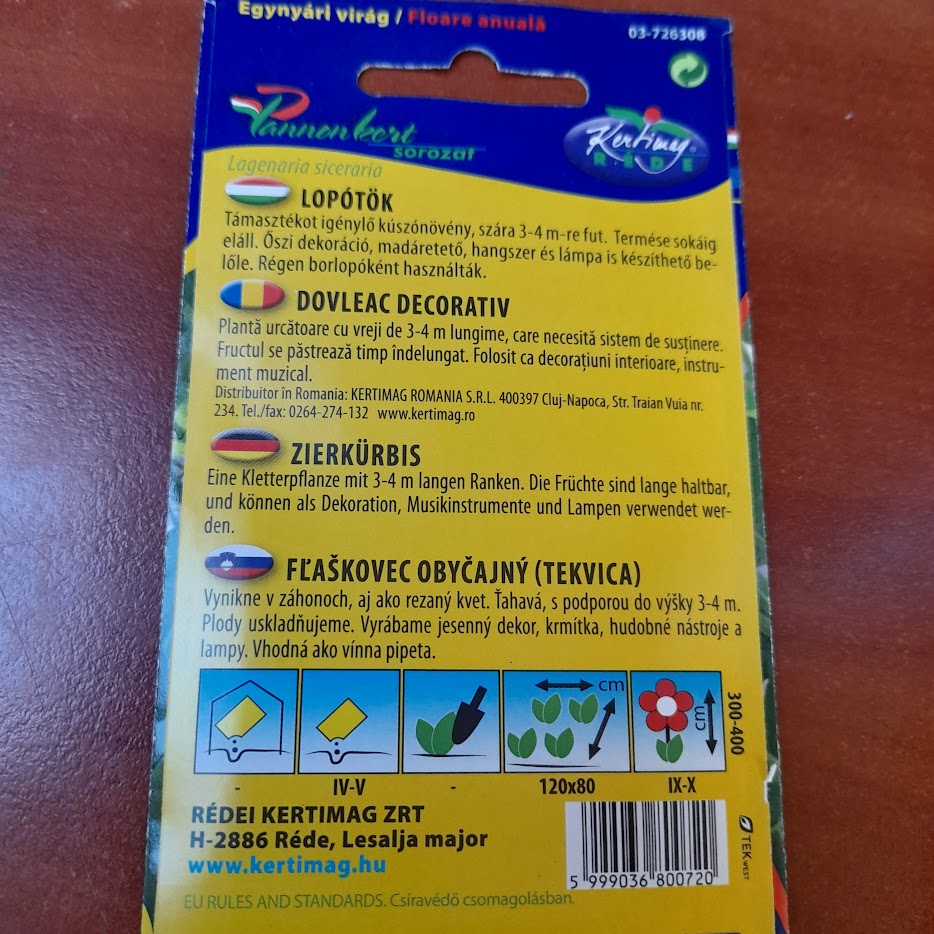 Egynyári virág / Floare anuală
03-726308
Pannon kert
sorozat
Kertimag
RÉDE
Lagenaria siceraria
LOPÓTÖK
Támasztékot igénylő kúszónövény, szára 3-4 m-re fut. Termése sokáig
eláll. Őszi dekoráció, madáretető, hangszer és lámpa is készíthető be-
lőle. Régen borlopóként használták.
DOVLEAC DECORATIV
Plantă urcătoare cu vreji de 3-4 m lungime, care necesită sistem de susținere.
Fructul se păstrează timp îndelungat. Folosit ca decorațiuni interioare, instru-
ment muzical.
Distribuitor în Romania: KERTIMAG ROMANIA S.R.L. 400397 Cluj-Napoca, Str. Traian Vuia nr.
234. Tel./fax: 0264-274-132 www.kertimag.ro
ZIERKÜRBIS
Eine Kletterpflanze mit 3-4 m langen Ranken. Die Früchte sind lange haltbar,
und können als Dekoration, Musikinstrumente und Lampen verwendet wer-
den.
FĽAŠKOVEC OBYČAJNÝ (TEKVICA)
Vynikne v záhonoch, aj ako rezaný kvet. Ťahavá, s podporou do výšky 3-4 m.
Plody uskladňujeme. Vyrábame jesenný dekor, krmítka, hudobné nástroje a
lampy. Vhodná ako vínna pipeta.
cm
cm
300-400
- IV-V - 120x80 IX-X
RÉDEI KERTIMAG ZRT
H-2886 Réde, Lesalja major
www.kertimag.hu
5 999036 800720
TEKWEST
EU RULES AND STANDARDS. Csíravédő csomagolásban.